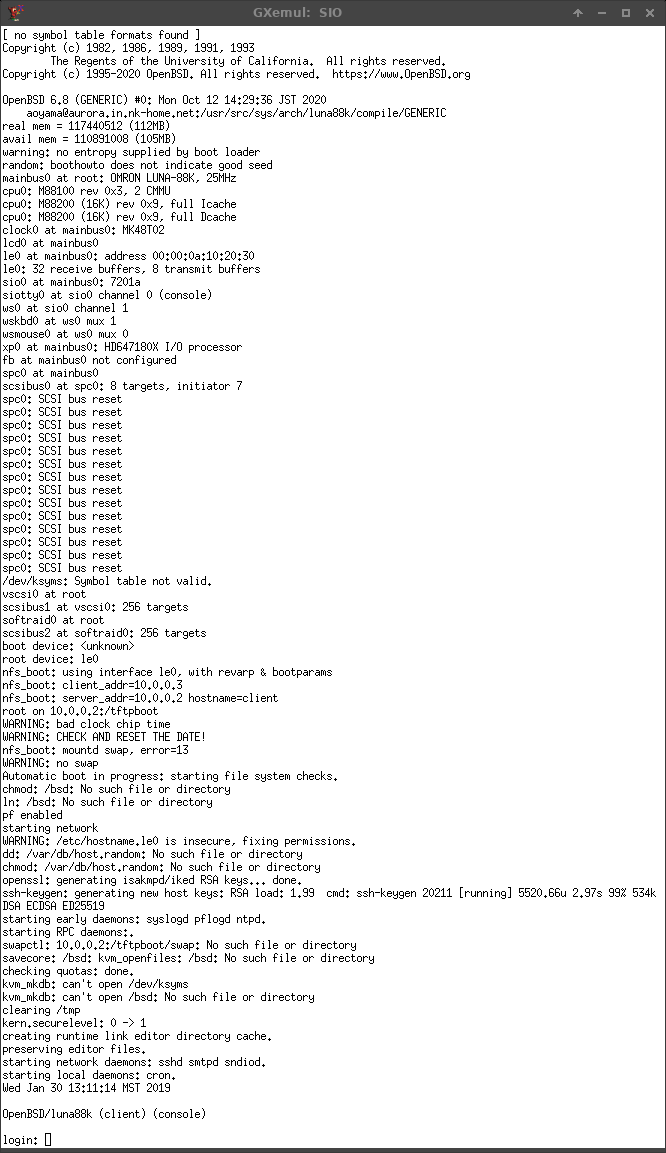 GXemul: SIO
[ no symbol table formats found ]
Copyright (c) 1982, 1986, 1989, 1991, 1993
The Regents of the University of California.  All rights reserved.
Copyright (c) 1995-2020 OpenBSD. All rights reserved.  https://www.OpenBSD.org
OpenBSD 6.8 (GENERIC) #0: Mon Oct 12 14:29:36 JST 2020
aoyama@aurora.in.nk-home.net:/usr/src/sys/arch/luna88k/compile/GENERIC
real mem = 117440512 (112MB)
avail mem = 110891008 (105MB)
warning: no entropy supplied by boot loader
random: boothowto does not indicate good seed
mainbus0 at root: OMRON LUNA-88K, 25MHz
cpu0: M88100 rev 0x3, 2 CMMU
cpu0: M88200 (16K) rev 0x9, full Icache
cpu0: M88200 (16K) rev 0x9, full Dcache
clock0 at mainbus0: MK48T02
lcd0 at mainbus0
le0 at mainbus0: address 00:00:0a:10:20:30
le0: 32 receive buffers, 8 transmit buffers
sio0 at mainbus0: 7201a
siotty0 at sio0 channel 0 (console)
ws0 at sio0 channel 1
wskbd0 at ws0 mux 1
wsmouse0 at ws0 mux 0
xp0 at mainbus0: HD647180X I/O processor
fb at mainbus0 not configured
spc0 at mainbus0
scsibus0 at spc0: 8 targets, initiator 7
spc0: SCSI bus reset
spc0: SCSI bus reset
spc0: SCSI bus reset
spc0: SCSI bus reset
spc0: SCSI bus reset
spc0: SCSI bus reset
spc0: SCSI bus reset
spc0: SCSI bus reset
spc0: SCSI bus reset
spc0: SCSI bus reset
spc0: SCSI bus reset
spc0: SCSI bus reset
spc0: SCSI bus reset
spc0: SCSI bus reset
/dev/ksyms: Symbol table not valid.
vscsi0 at root
scsibus1 at vscsi0: 256 targets
softraid0 at root
scsibus2 at softraid0: 256 targets
boot device: <unknown>
root device: le0
nfs_boot: using interface le0, with revarp & bootparams
nfs_boot: client_addr=10.0.0.3
nfs_boot: server_addr=10.0.0.2 hostname=client
root on 10.0.0.2:/tftpboot
WARNING: bad clock chip time
WARNING: CHECK AND RESET THE DATE!
nfs_boot: mountd swap, error=13
WARNING: no swap
Automatic boot in progress: starting file system checks.
chmod: /bsd: No such file or directory
ln: /bsd: No such file or directory
pf enabled
starting network
WARNING: /etc/hostname.le0 is insecure, fixing permissions.
dd: /var/db/host.random: No such file or directory
chmod: /var/db/host.random: No such file or directory
openssl: generating isakmpd/iked RSA keys... done.
ssh-keygen: generating new host keys: RSA load: 1.99  cmd: ssh-keygen 20211 [running] 5520.66u 2.97s 99% 534k
DSA ECDSA ED25519
starting early daemons: syslogd pflogd ntpd.
starting RPC daemons:.
swapctl: 10.0.0.2:/tftpboot/swap: No such file or directory
savecore: /bsd: kvm_openfiles: /bsd: No such file or directory
checking quotas: done.
kvm_mkdb: can't open /dev/ksyms
kvm_mkdb: can't open /bsd: No such file or directory
clearing /tmp
kern.securelevel: 0 -> 1
creating runtime link editor directory cache.
preserving editor files.
starting network daemons: sshd smtpd sndiod.
starting local daemons: cron.
Wed Jan 30 13:11:14 MST 2019
OpenBSD/luna88k (client) (console)
login: